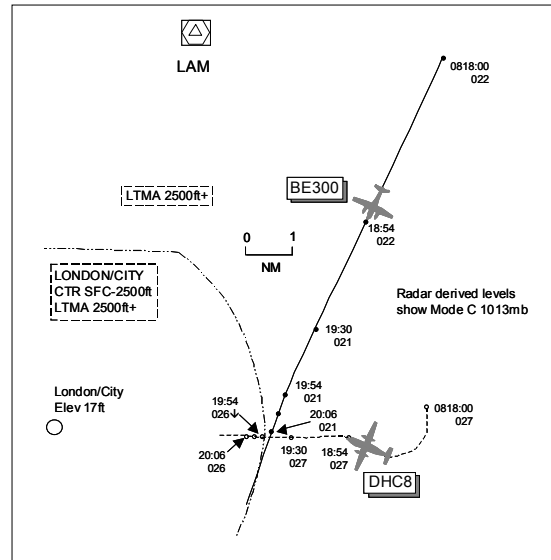 LAM
0818:00
022
BE300
LTMA 2500ft+
18:54
022
0
1
NM
LONDON/CITY
CTR SFC-2500ft
LTMA 2500ft+
Radar derived levels
show Mode C 1013mb
19:30
021
London/City
Elev 17ft
19:54
026↓
19:54
021
20:06
021
0818:00
027
20:06
026
19:30
027
18:54
027
DHC8